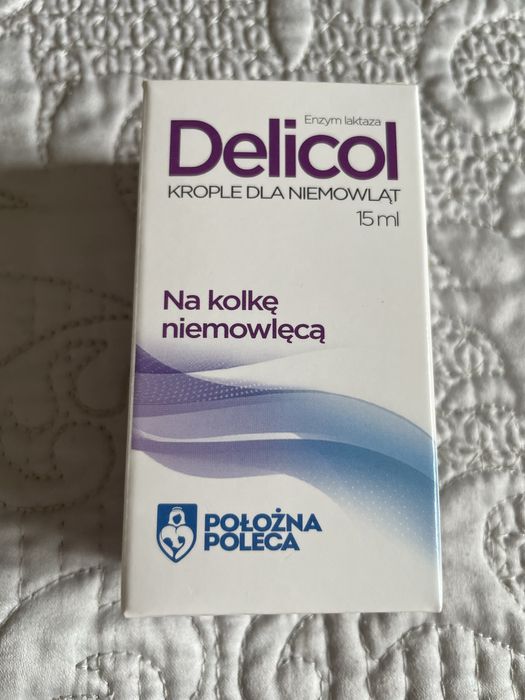 Enzym laktaza
Delicol
KROPLE DLA NIEMOWLĄT
15 ml
Na kolkę
niemowlęcą
POŁOŻNA
POLECA